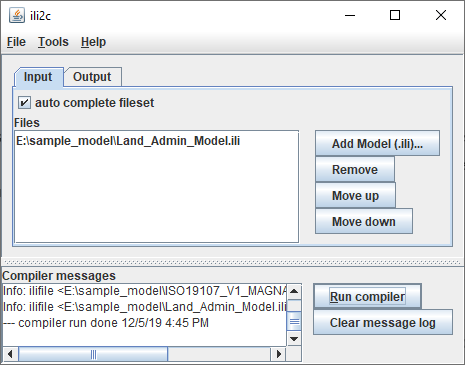 ili2c
File Tools Help
Input Output
auto complete fileset
Files
E:\sample_model\Land_Admin_Model.ili
Add Model (.ili)...
Remove
Move up
Move down
Compiler messages
Info: ilifile <E:\sample_model\ISO19107_V1_MAGNA
Info: ilifile <E:\sample_model\Land_Admin_Model.ili
--- compiler run done 12/5/19 4:45 PM
Run compiler
Clear message log